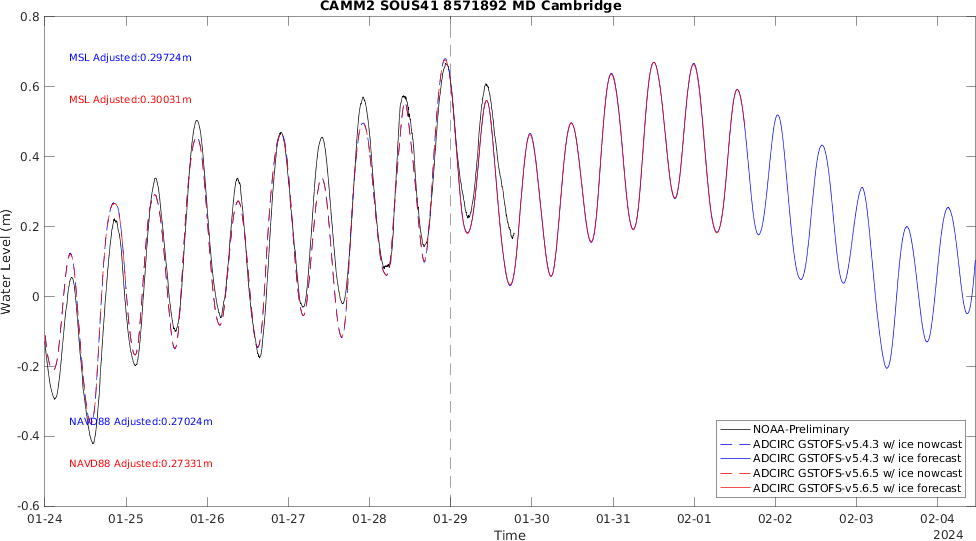 CAMM2 SOUS41 8571892 MD Cambridge
0.8
MSL Adjusted:0.29724m
0.6
MSL Adjusted:0.30031m
0.4
0.2
Water Level (m)
0
-0.2
NAVD88 Adjusted:0.27024m
-0.4
NAVD88 Adjusted:0.27331m
-0.6
NOAA-Preliminary
ADCIRC GSTOFS-v5.4.3 w/ ice nowcast
ADCIRC GSTOFS-v5.4.3 w/ ice forecast
ADCIRC GSTOFS-v5.6.5 w/ ice nowcast
ADCIRC GSTOFS-v5.6.5 w/ ice forecast
01-24 01-25 01-26 01-27 01-28 01-29 01-30 01-31 02-01 02-02 02-03 02-04
Time
2024